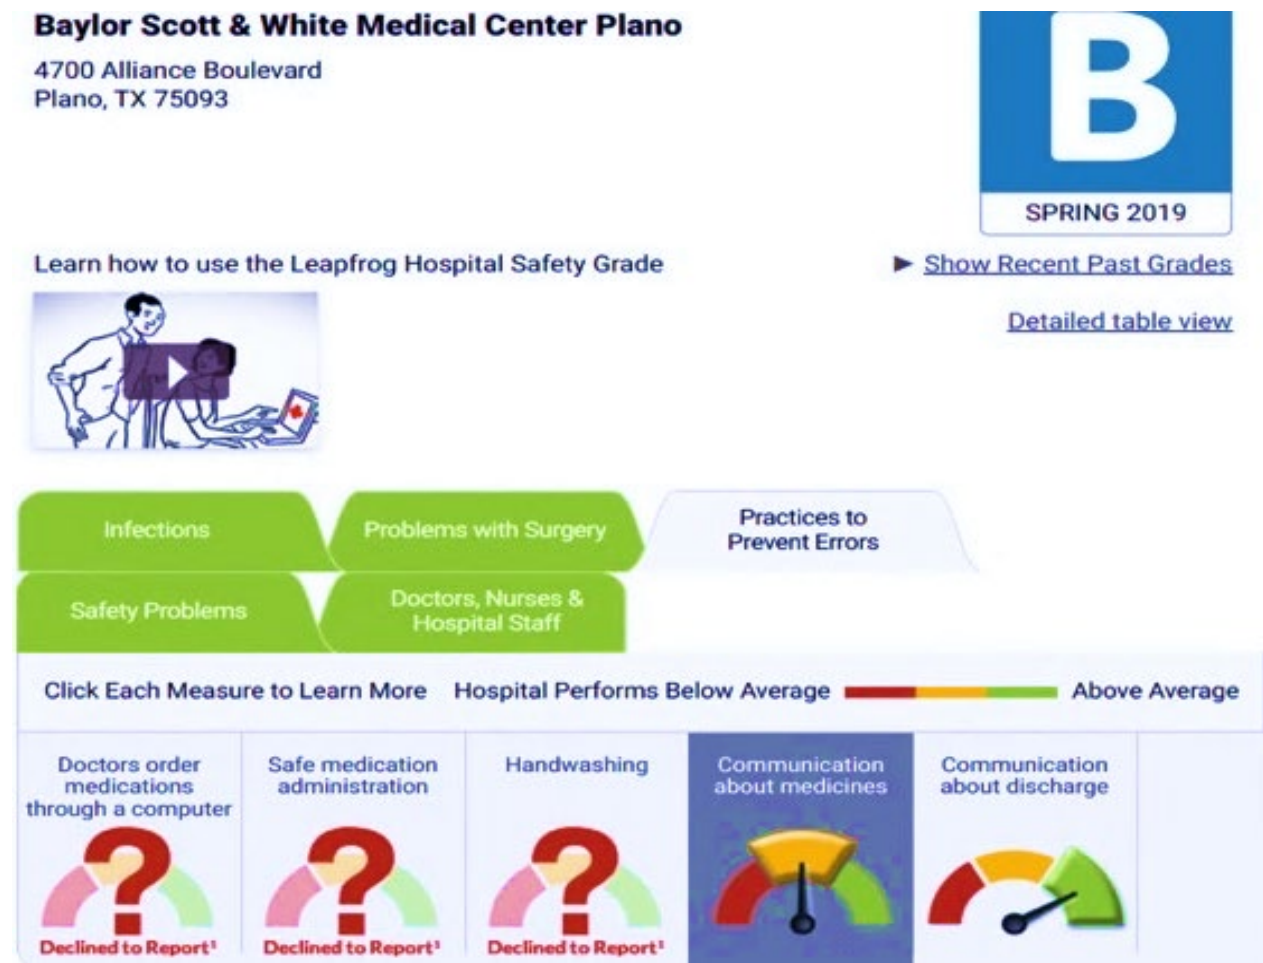 Baylor Scott & White Medical Center Plano
4700 Alliance Boulevard
Plano, TX 75093
B
SPRING 2019
Learn how to use the Leapfrog Hospital Safety Grade
► Show Recent Past Grades
Detailed table view
Infections
Problems with Surgery
Practices to
Prevent Errors
Safety Problems
Doctors, Nurses &
Hospital Staff
Click Each Measure to Learn More
Hospital Performs Below Average
Above Average
Doctors order
medications
through a computer
?
Declined to Report¹
Safe medication
administration
?
Declined to Report¹
Handwashing
?
Declined to Report¹
Communication
about medicines
Communication
about discharge